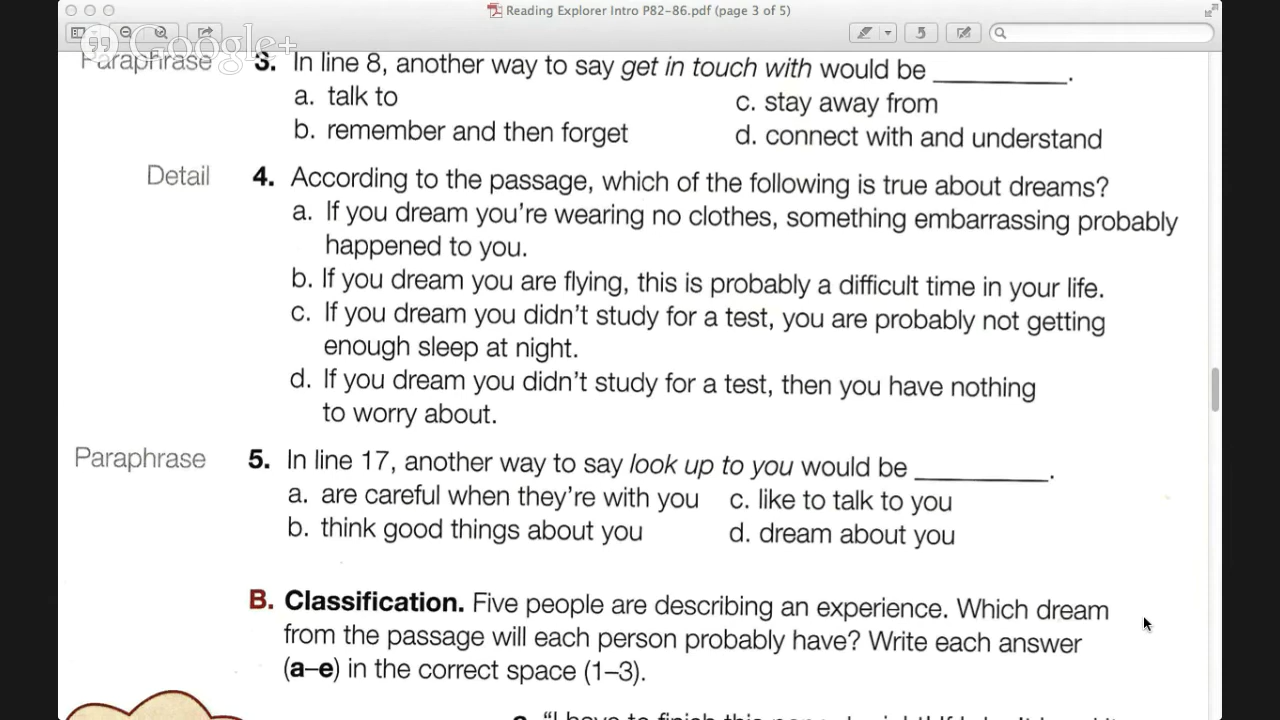 Reading Explorer Intro P82-86.pdf (page 3 of 5)
Google+
Paraphrase 3. In line 8, another way to say get in touch with would be __________.
a. talk to c. stay away from
b. remember and then forget d. connect with and understand
Detail 4. According to the passage, which of the following is true about dreams?
a. If you dream you're wearing no clothes, something embarrassing probably
happened to you.
b. If you dream you are flying, this is probably a difficult time in your life.
c. If you dream you didn't study for a test, you are probably not getting
enough sleep at night.
d. If you dream you didn't study for a test, then you have nothing
to worry about.
Paraphrase 5. In line 17, another way to say look up to you would be __________.
a. are careful when they're with you c. like to talk to you
b. think good things about you d. dream about you
B. Classification. Five people are describing an experience. Which dream
from the passage will each person probably have? Write each answer
(a–e) in the correct space (1–3).